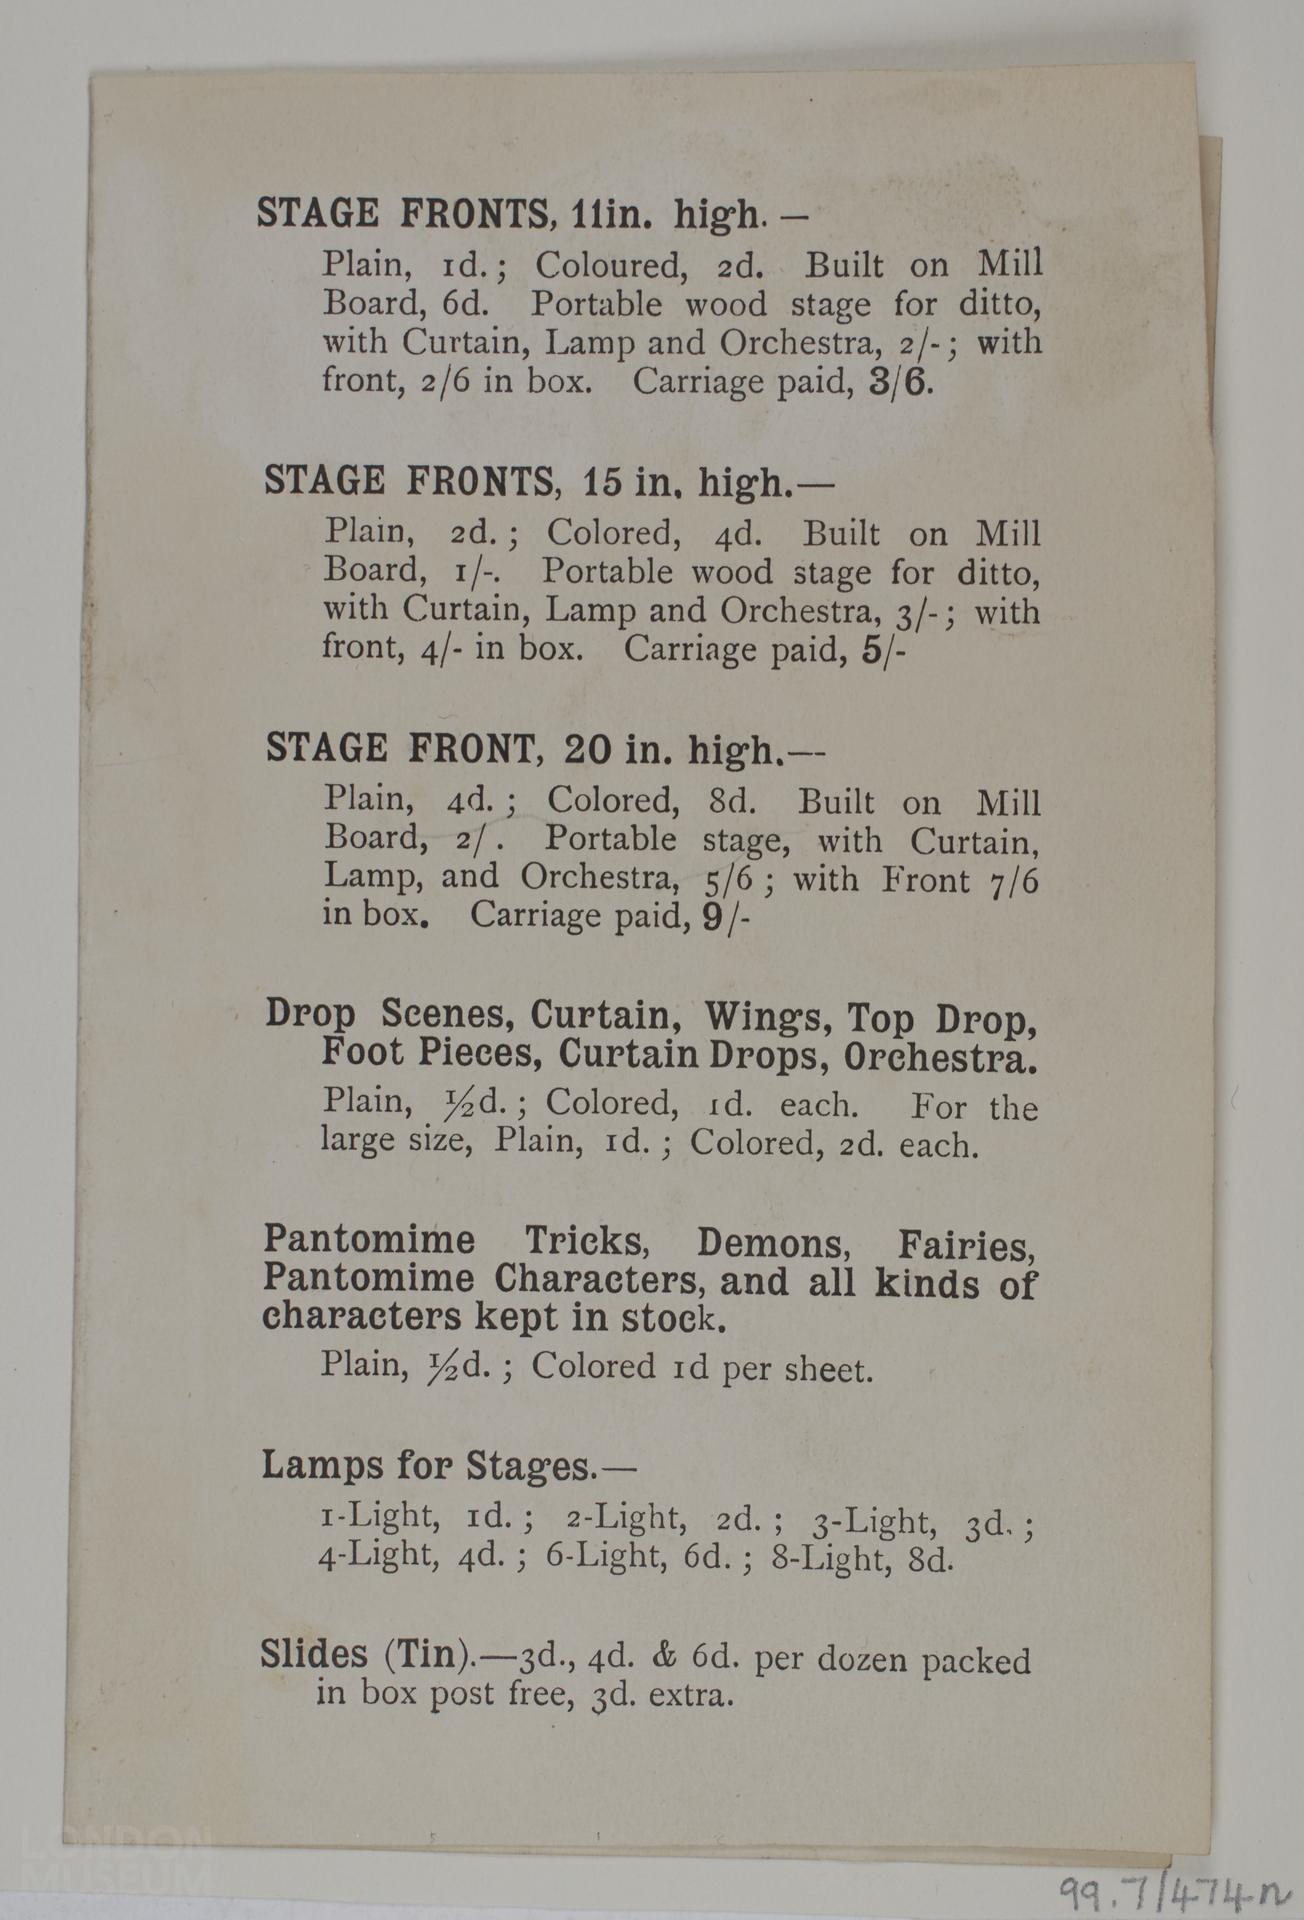 STAGE FRONTS, 11in. high. —
Plain, 1d. ; Coloured, 2d. Built on Mill
Board, 6d. Portable wood stage for ditto,
with Curtain, Lamp and Orchestra, 2/- ; with
front, 2/6 in box. Carriage paid, 3/6.
STAGE FRONTS, 15 in. high.—
Plain, 2d. ; Colored, 4d. Built on Mill
Board, 1/-. Portable wood stage for ditto,
with Curtain, Lamp and Orchestra, 3/- ; with
front, 4/- in box. Carriage paid, 5/-
STAGE FRONT, 20 in. high.—
Plain, 4d. ; Colored, 8d. Built on Mill
Board, 2/ . Portable stage, with Curtain,
Lamp, and Orchestra, 5/6 ; with Front 7/6
in box. Carriage paid, 9/-
Drop Scenes, Curtain, Wings, Top Drop,
Foot Pieces, Curtain Drops, Orchestra.
Plain, ½d. ; Colored, 1d. each. For the
large size, Plain, 1d. ; Colored, 2d. each.
Pantomime Tricks, Demons, Fairies,
Pantomime Characters, and all kinds of
characters kept in stock.
Plain, ½d. ; Colored 1d per sheet.
Lamps for Stages.—
1-Light, 1d. ; 2-Light, 2d. ; 3-Light, 3d. ;
4-Light, 4d. ; 6-Light, 6d. ; 8-Light, 8d.
Slides (Tin).—3d., 4d. & 6d. per dozen packed
in box post free, 3d. extra.
LONDON
MUSEUM
99.7/474n